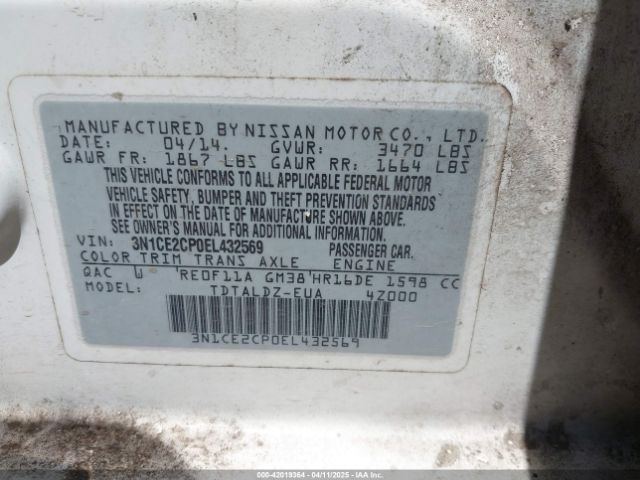 MANUFACTURED BY NISSAN MOTOR CO., LTD.
DATE: 04/14. GVWR: 3470 LBS
GAWR FR: 1867 LBS GAWR RR: 1664 LBS
THIS VEHICLE CONFORMS TO ALL APPLICABLE FEDERAL MOTOR
VEHICLE SAFETY, BUMPER AND THEFT PREVENTION STANDARDS
IN EFFECT ON THE DATE OF MANUFACTURE SHOWN ABOVE.
SEE OWNER'S MANUAL FOR ADDITIONAL INFORMATION.
VIN: 3N1CE2CP0EL432569 PASSENGER CAR.
COLOR TRIM TRANS AXLE ENGINE
QAC W 'RE0F11A GM38'HR16DE 1598 CC
MODEL: TDTALDZ-EUA 4Z000
3N1CE2CP0EL432569
000-42019364 - 04/11/2025 - IAA Inc.